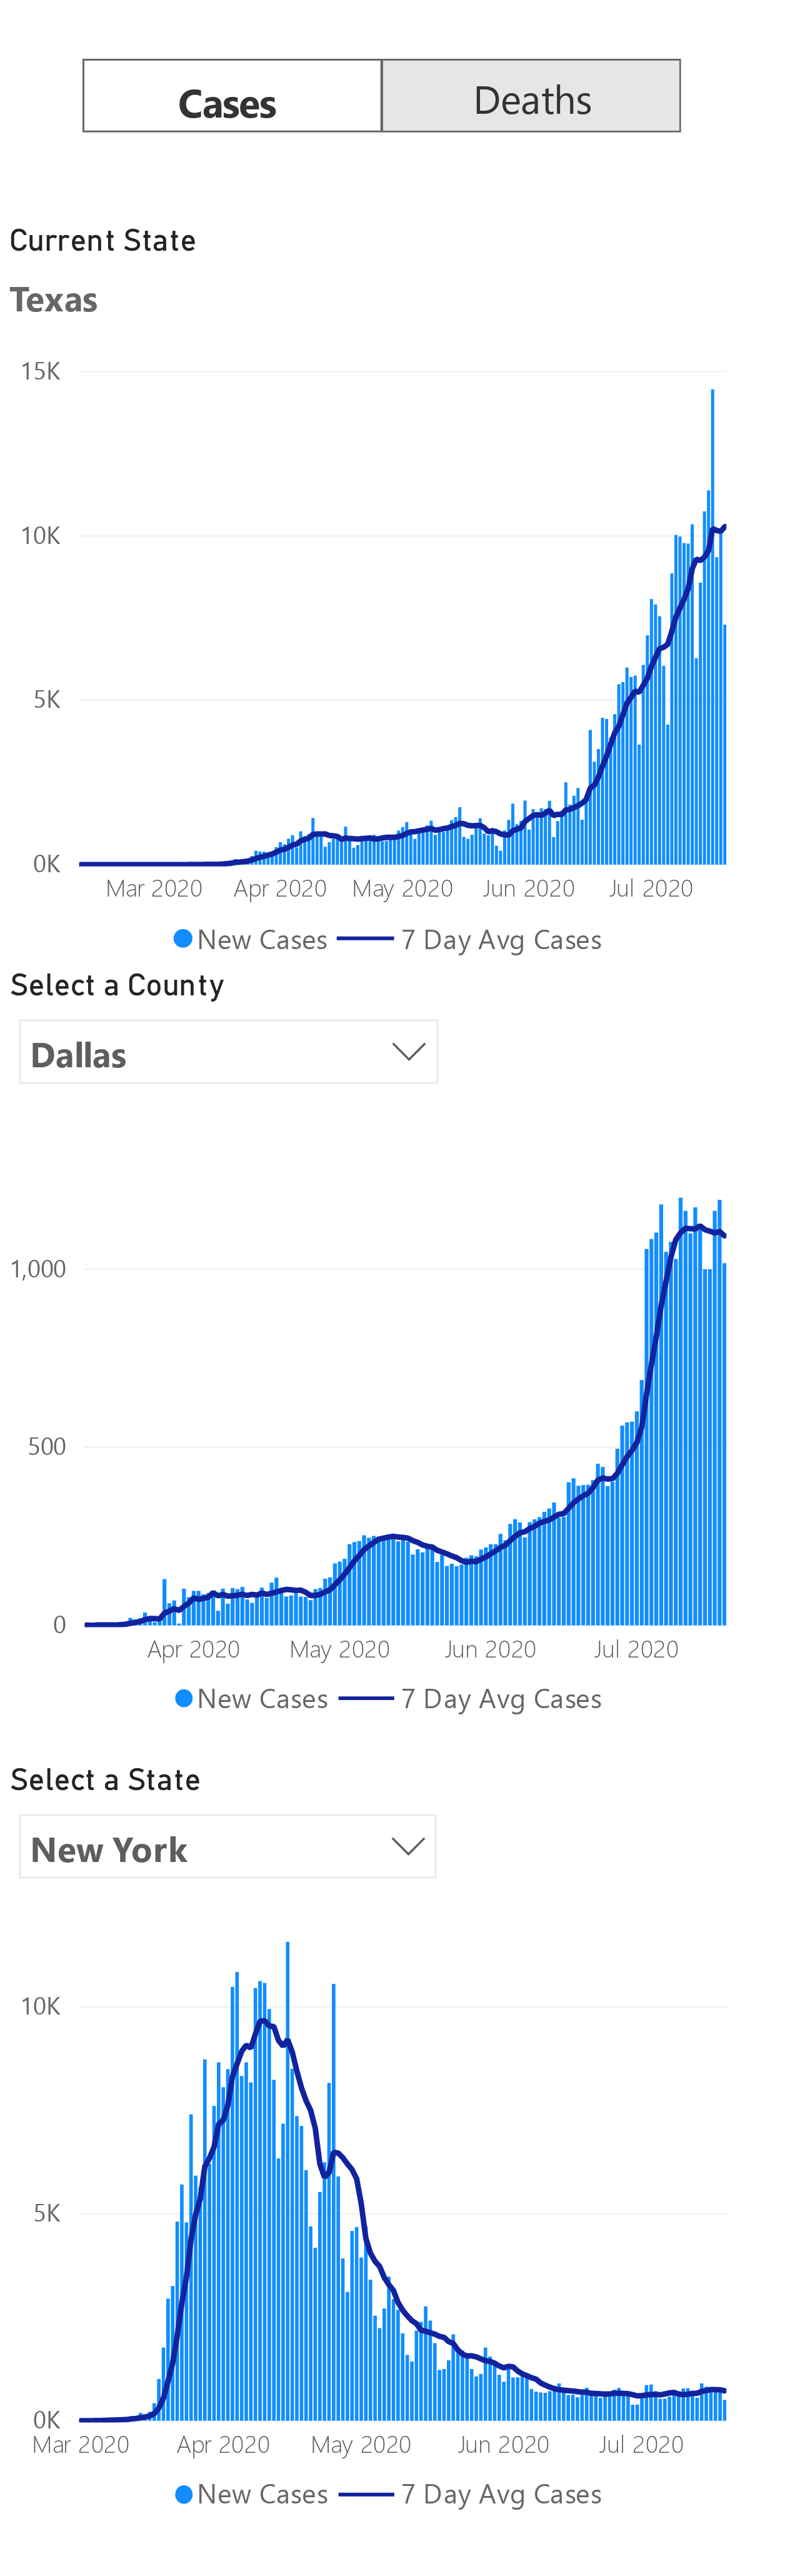 Cases Deaths
Current State
Texas
15K
10K
5K
0K
Mar 2020 Apr 2020 May 2020 Jun 2020 Jul 2020
New Cases 7 Day Avg Cases
Select a County
Dallas
1,000
500
0
Apr 2020 May 2020 Jun 2020 Jul 2020
New Cases 7 Day Avg Cases
Select a State
New York
10K
5K
0K
Mar 2020 Apr 2020 May 2020 Jun 2020 Jul 2020
New Cases 7 Day Avg Cases